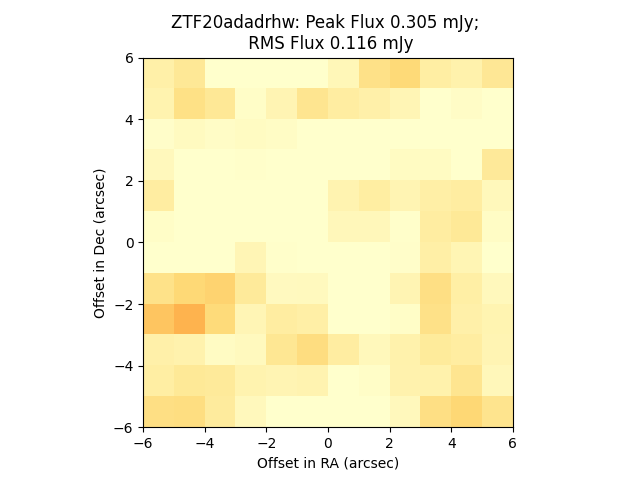 ZTF20adadrhw: Peak Flux 0.305 mJy;
RMS Flux 0.116 mJy
6
4
2
0
−2
−4
−6
Offset in Dec (arcsec)
−6 −4 −2 0 2 4 6
Offset in RA (arcsec)